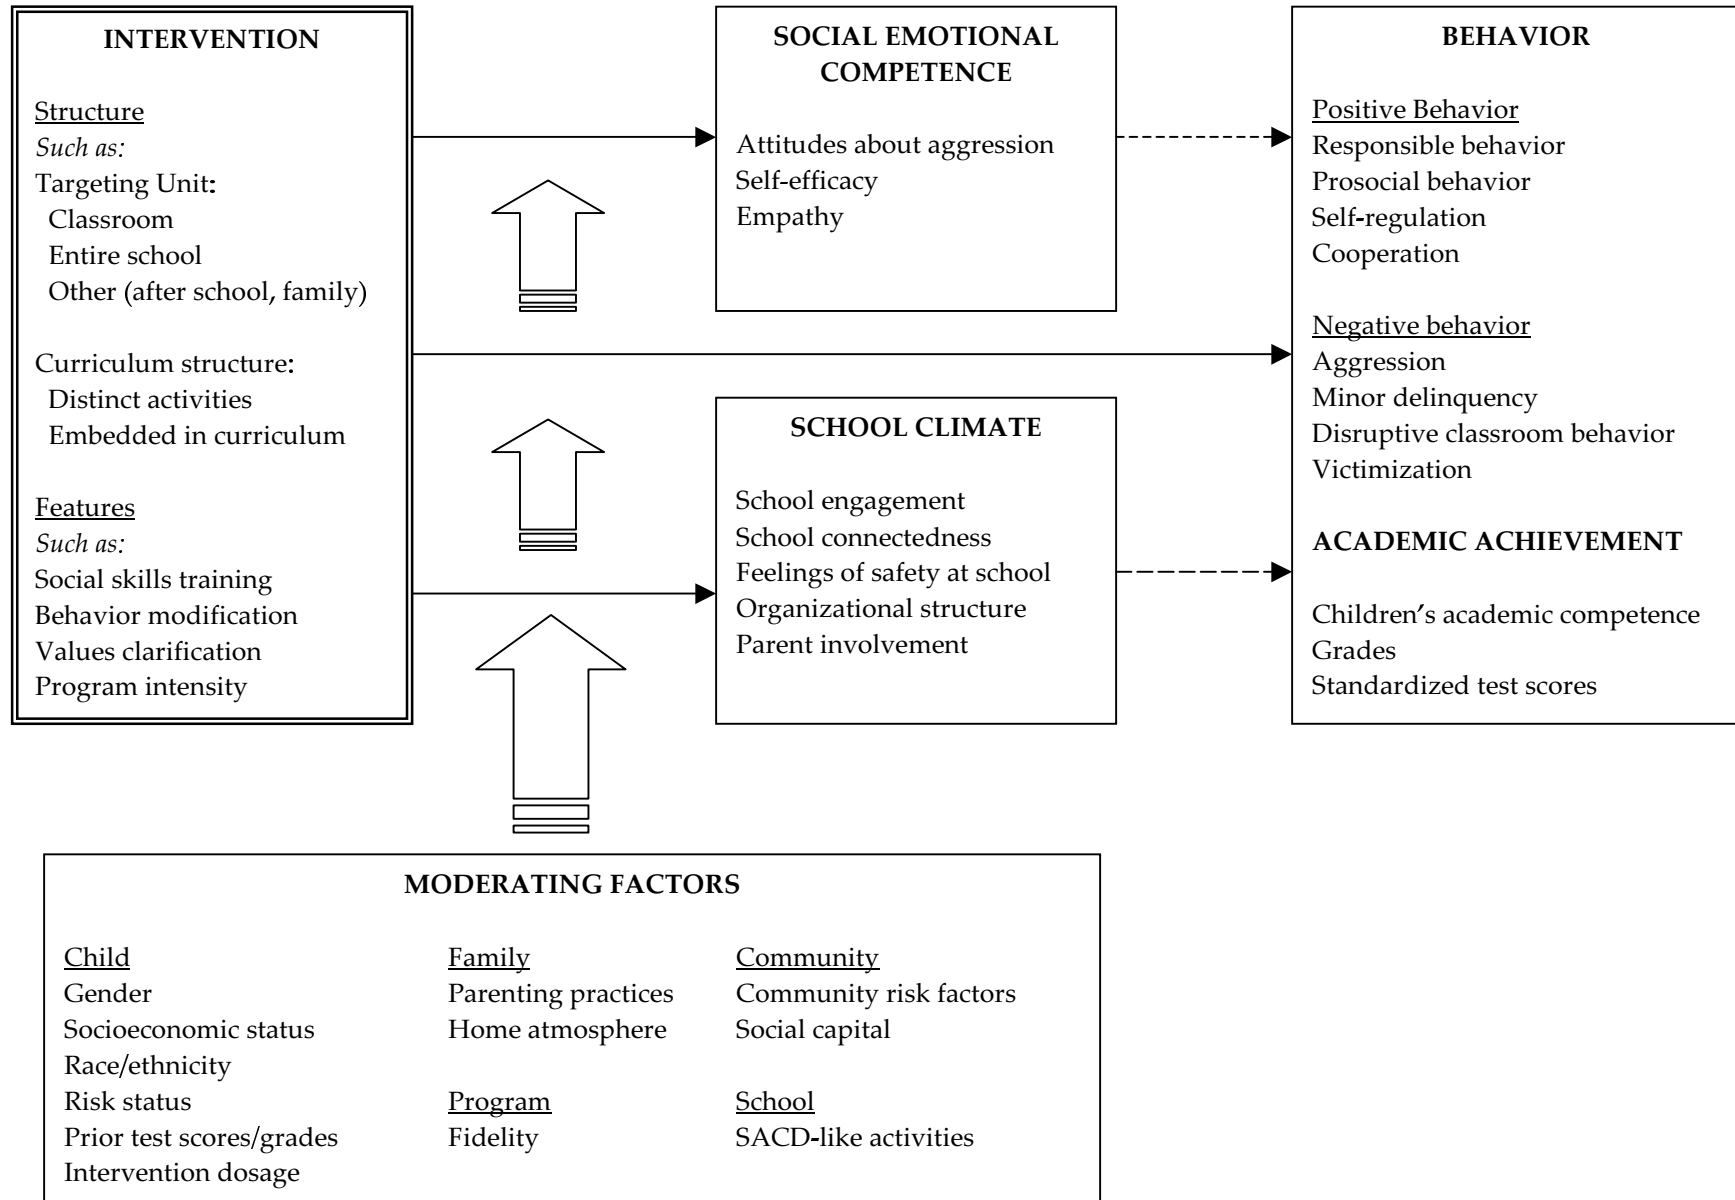 INTERVENTION
Structure
Such as:
Targeting Unit:
Classroom
Entire school
Other (after school, family)
Curriculum structure:
Distinct activities
Embedded in curriculum
Features
Such as:
Social skills training
Behavior modification
Values clarification
Program intensity
SOCIAL EMOTIONAL
COMPETENCE
Attitudes about aggression
Self-efficacy
Empathy
SCHOOL CLIMATE
School engagement
School connectedness
Feelings of safety at school
Organizational structure
Parent involvement
BEHAVIOR
Positive Behavior
Responsible behavior
Prosocial behavior
Self-regulation
Cooperation
Negative behavior
Aggression
Minor delinquency
Disruptive classroom behavior
Victimization
ACADEMIC ACHIEVEMENT
Children's academic competence
Grades
Standardized test scores
MODERATING FACTORS
Child
Gender
Socioeconomic status
Race/ethnicity
Risk status
Prior test scores/grades
Intervention dosage
Family
Parenting practices
Home atmosphere
Program
Fidelity
Community
Community risk factors
Social capital
School
SACD-like activities